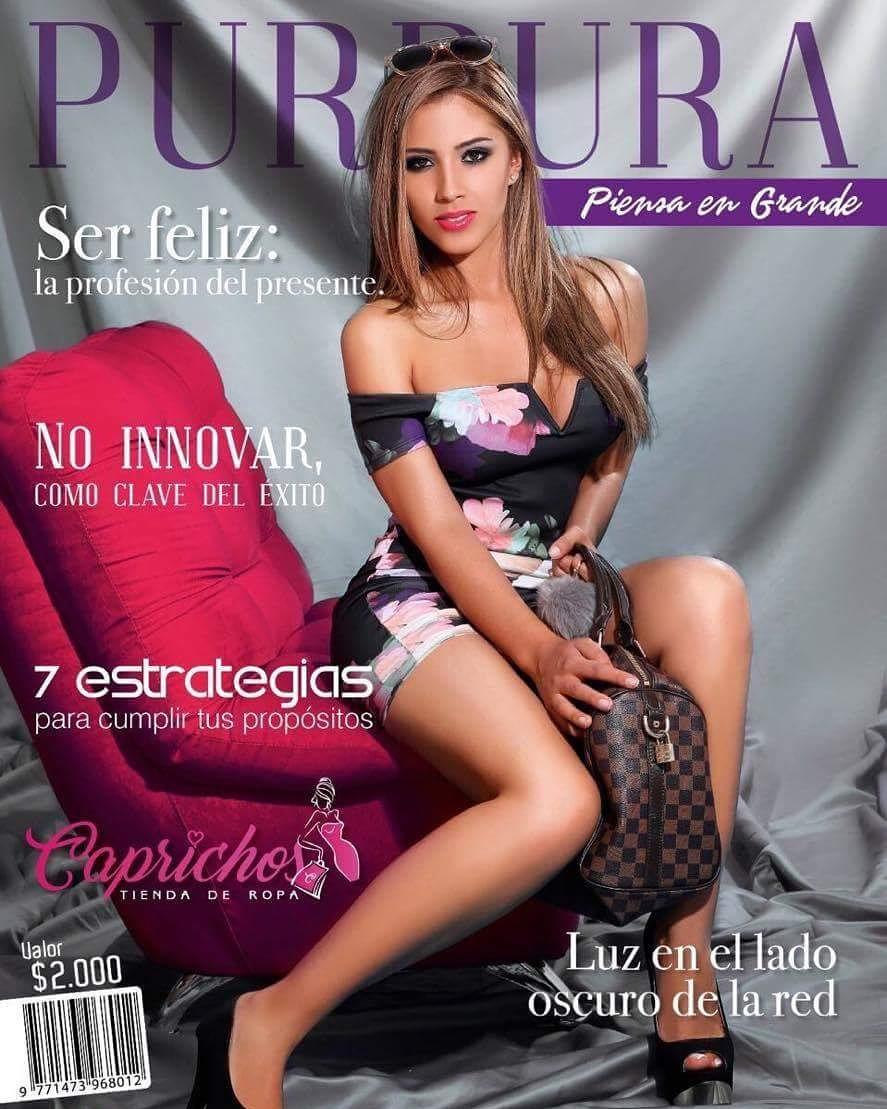 PURPURA
Piensa en Grande
Ser feliz:
la profesión del presente.
NO INNOVAR,
COMO CLAVE DEL ÉXITO
7 estrategias
para cumplir tus propósitos
Caprichos
TIENDA DE ROPA
Luz en el lado
oscuro de la red
Valor
$2.000
9 771473 968012